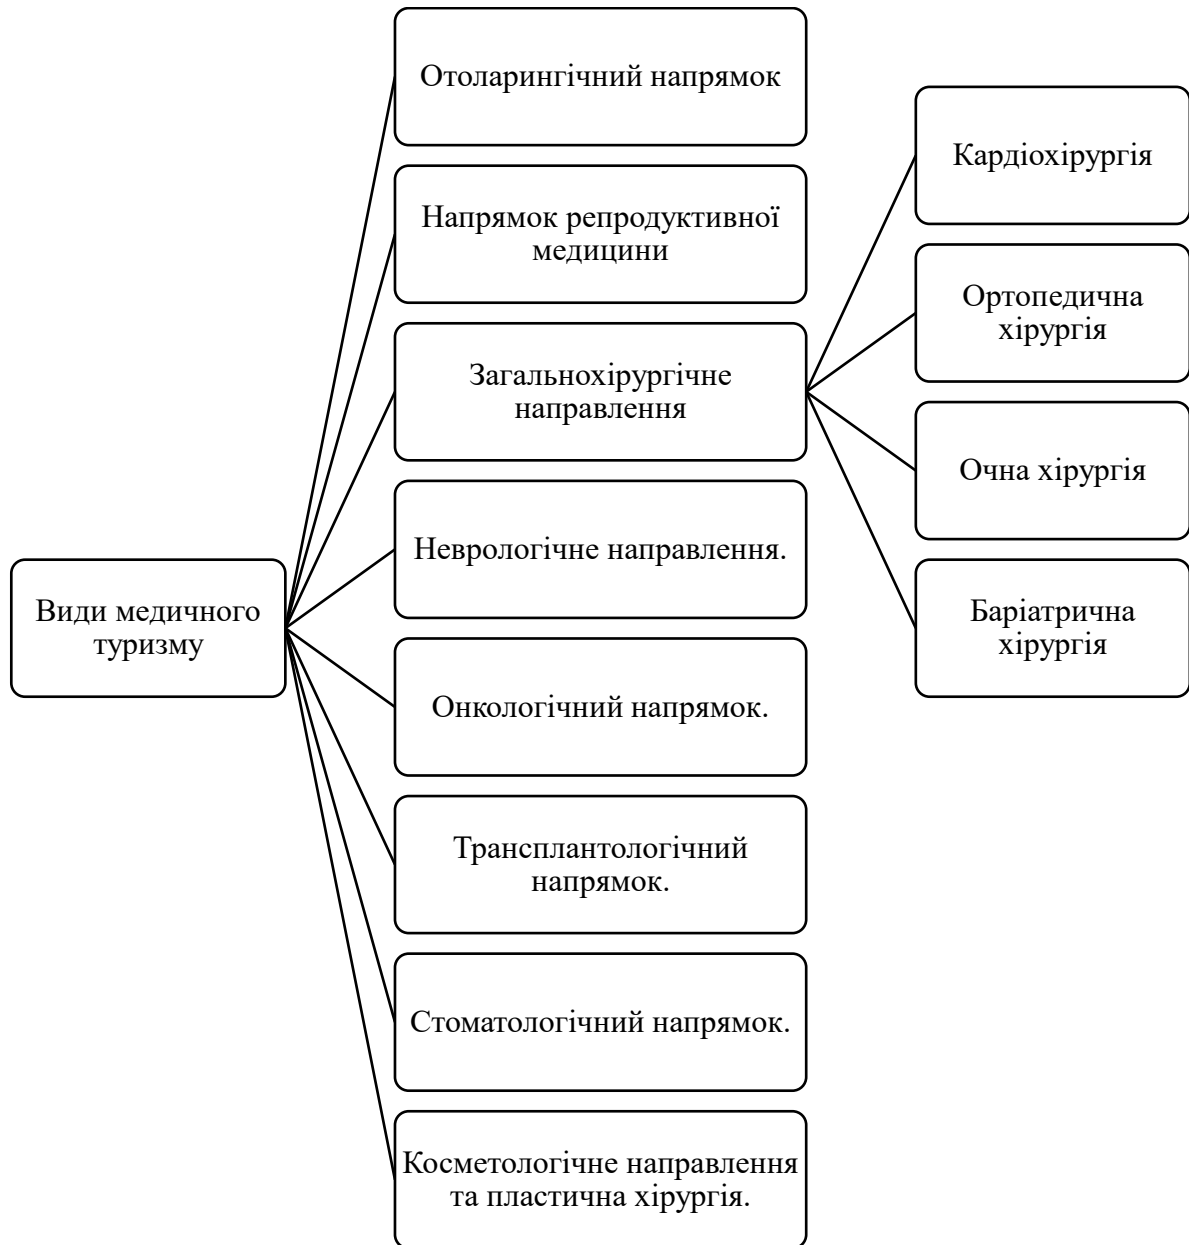 Види медичного
туризму
Отоларингічний напрямок
Напрямок репродуктивної
медицини
Загальнохірургічне
направлення
Кардіохірургія
Ортопедична
хірургія
Очна хірургія
Баріатрична
хірургія
Неврологічне направлення.
Онкологічний напрямок.
Трансплантологічний
напрямок.
Стоматологічний напрямок.
Косметологічне направлення
та пластична хірургія.